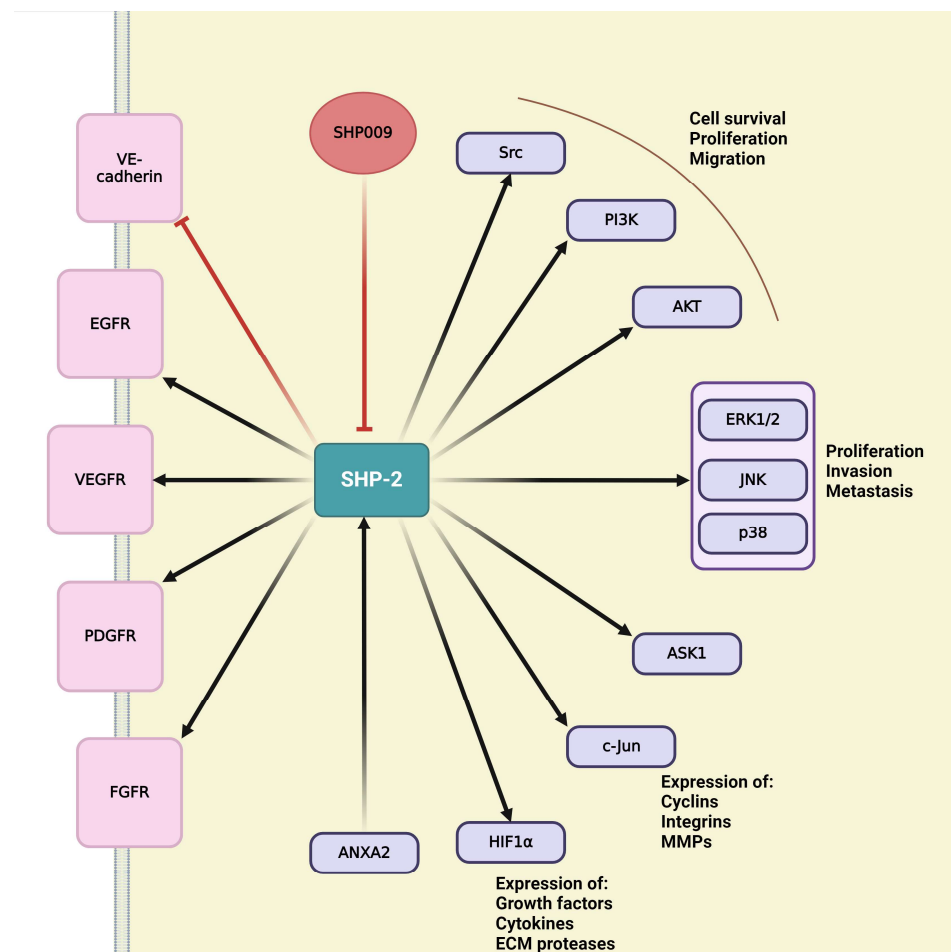 VE-
cadherin
EGFR
VEGFR
PDGFR
FGFR
SHP009
SHP-2
ANXA2
Src
PI3K
AKT
Cell survival
Proliferation
Migration
ERK1/2
JNK
p38
Proliferation
Invasion
Metastasis
ASK1
c-Jun
Expression of:
Cyclins
Integrins
MMPs
HIF1α
Expression of:
Growth factors
Cytokines
ECM proteases